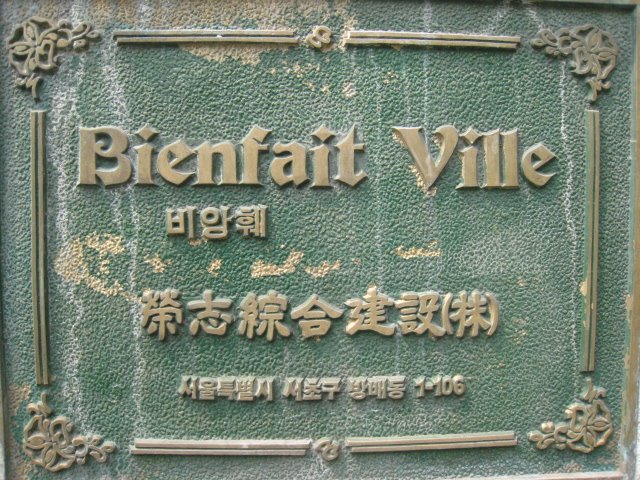 Bienfait Ville
비앙훼
榮志綜合建設(株)
서울특별시 서초구 방배동 1-106